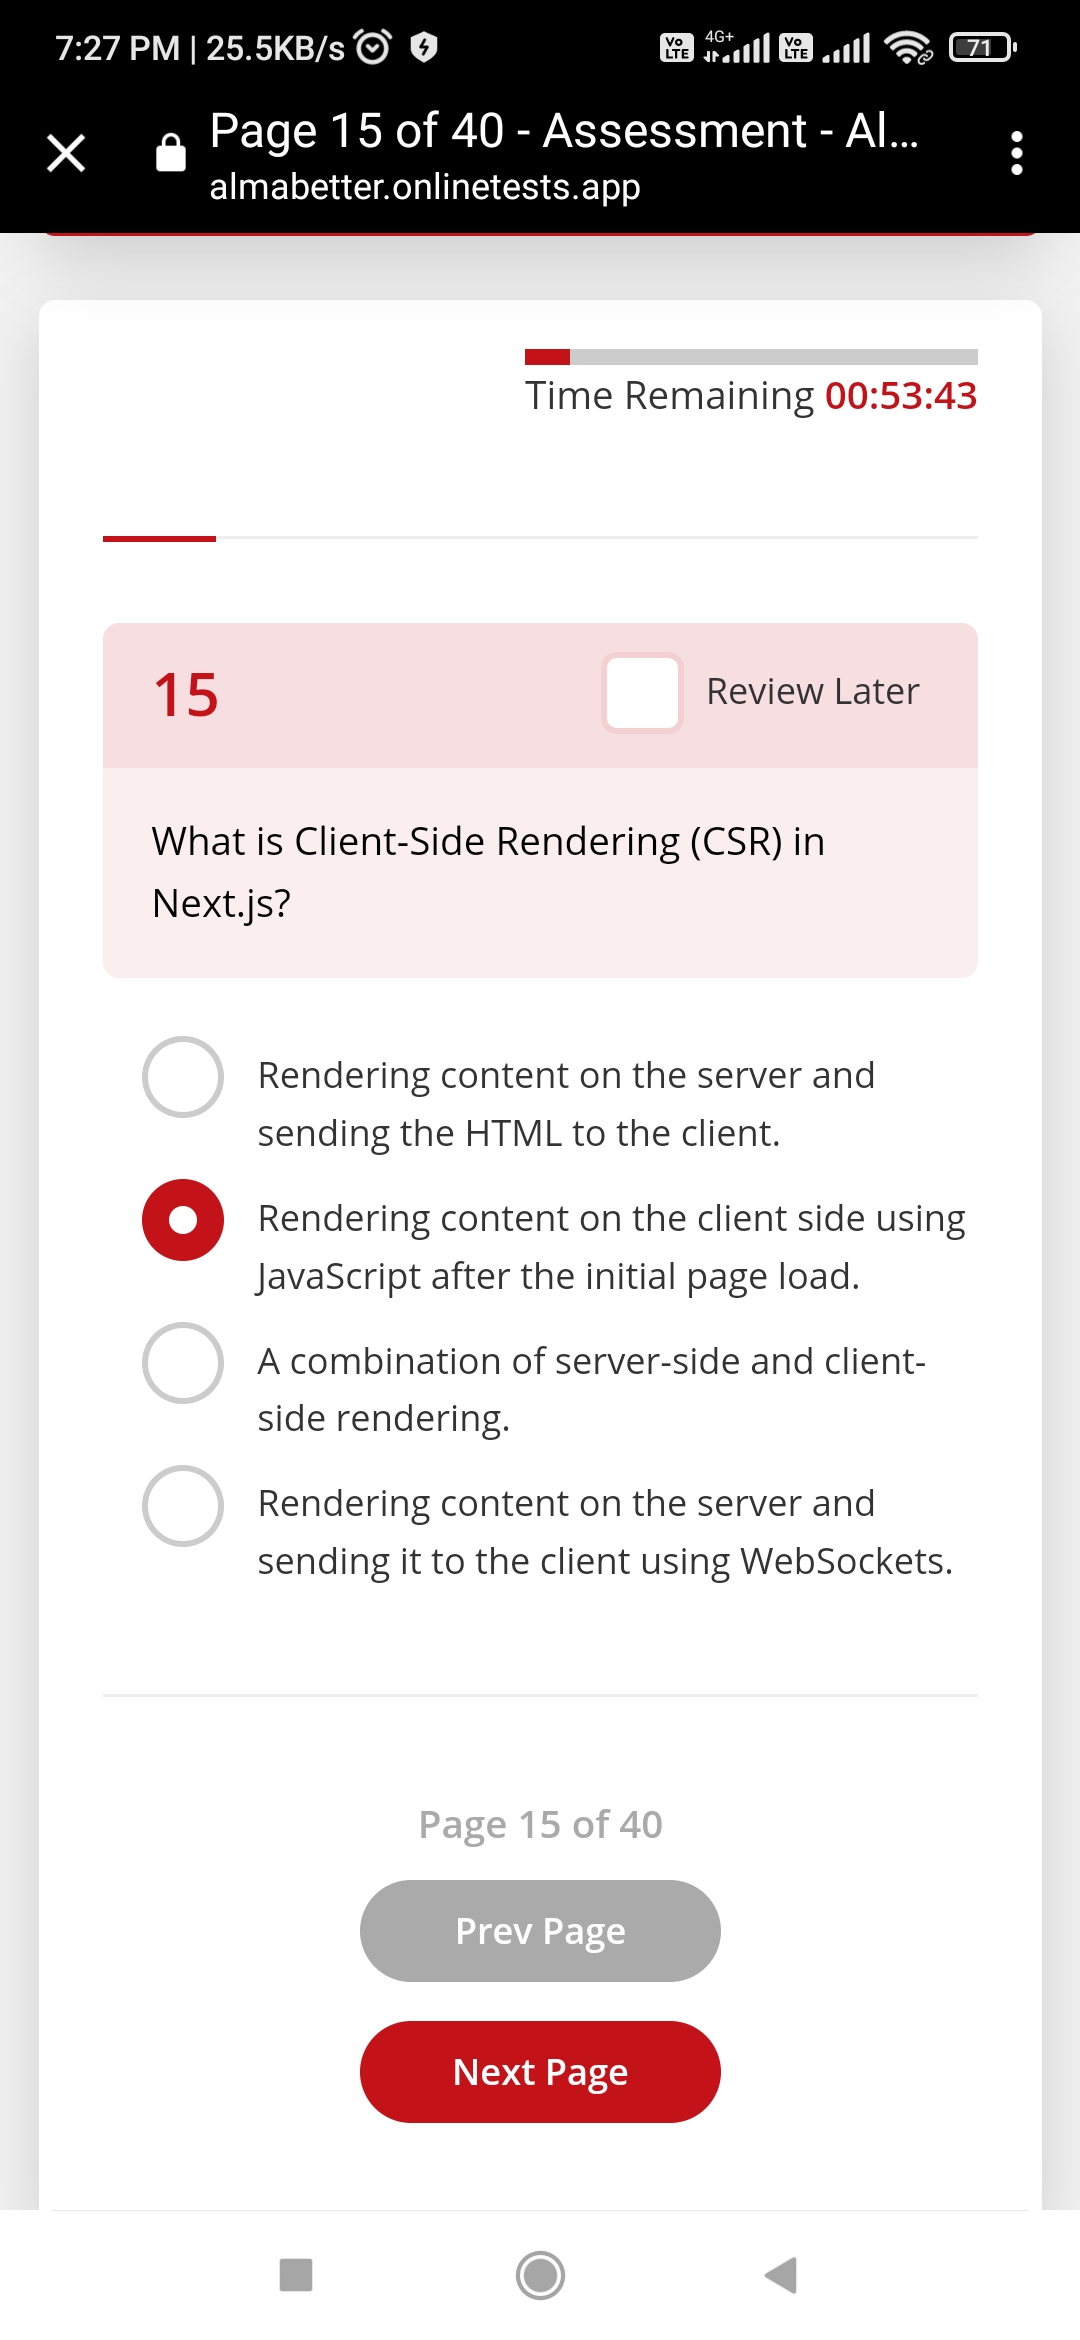 7:27 PM | 25.5KB/s
Vo LTE 4G+ Vo LTE 71
Page 15 of 40 - Assessment - Al...
almabetter.onlinetests.app
Time Remaining 00:53:43
15
Review Later
What is Client-Side Rendering (CSR) in
Next.js?
Rendering content on the server and
sending the HTML to the client.
Rendering content on the client side using
JavaScript after the initial page load.
A combination of server-side and client-
side rendering.
Rendering content on the server and
sending it to the client using WebSockets.
Page 15 of 40
Prev Page
Next Page